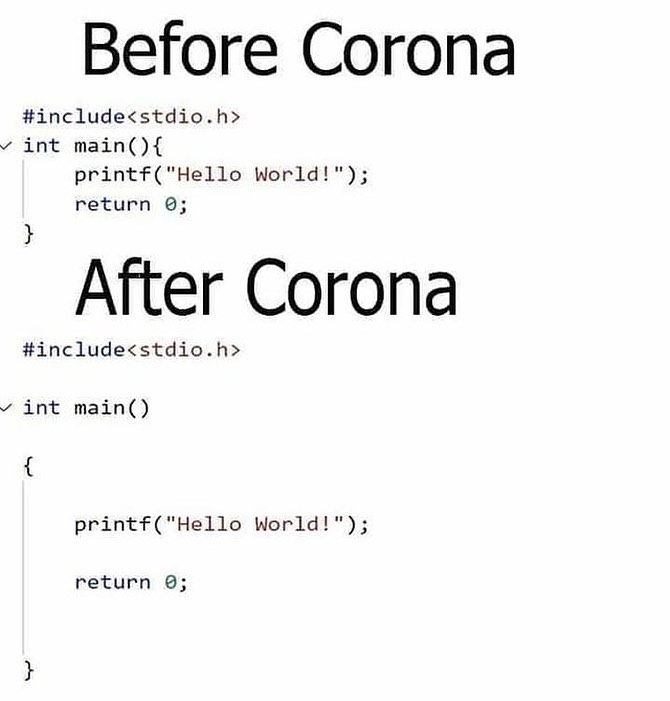 Before Corona
#include<stdio.h>
int main(){
    printf("Hello World!");
    return 0;
}
After Corona
#include<stdio.h>
int main()
{
    printf("Hello World!");
    return 0;
}